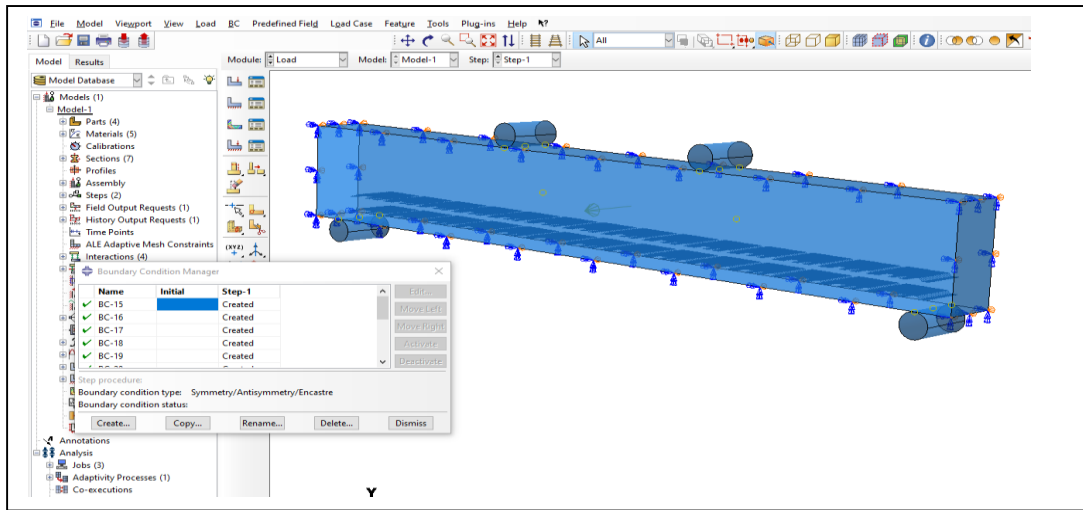 File Model Viewport View Load BC Predefined Field Load Case Feature Tools Plug-ins Help
All
Model Results
Module: Load Model: Model-1 Step: Step-1
Model Database
Models (1)
Model-1
Parts (4)
Materials (5)
Calibrations
Sections (7)
Profiles
Assembly
Steps (2)
Field Output Requests (1)
History Output Requests (1)
Time Points
ALE Adaptive Mesh Constraints
Interactions (4)
(XYZ)
Boundary Condition Manager
Name Initial Step-1
BC-15 Created
BC-16 Created
BC-17 Created
BC-18 Created
BC-19 Created
Edit...
Move Left
Move Right
Activate
Deactivate
Step procedure:
Boundary condition type: Symmetry/Antisymmetry/Encastre
Boundary condition status:
Create... Copy... Rename... Delete... Dismiss
Annotations
Analysis
Jobs (3)
Adaptivity Processes (1)
Co-executions
Y